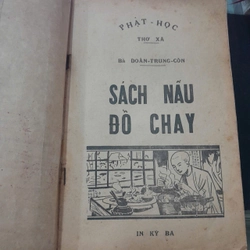 PHẬT-HỌC
THƠ XÃ
Bà ĐOÀN-TRUNG-CÒN
SÁCH NẤU
ĐỒ CHAY
IN KỲ BA